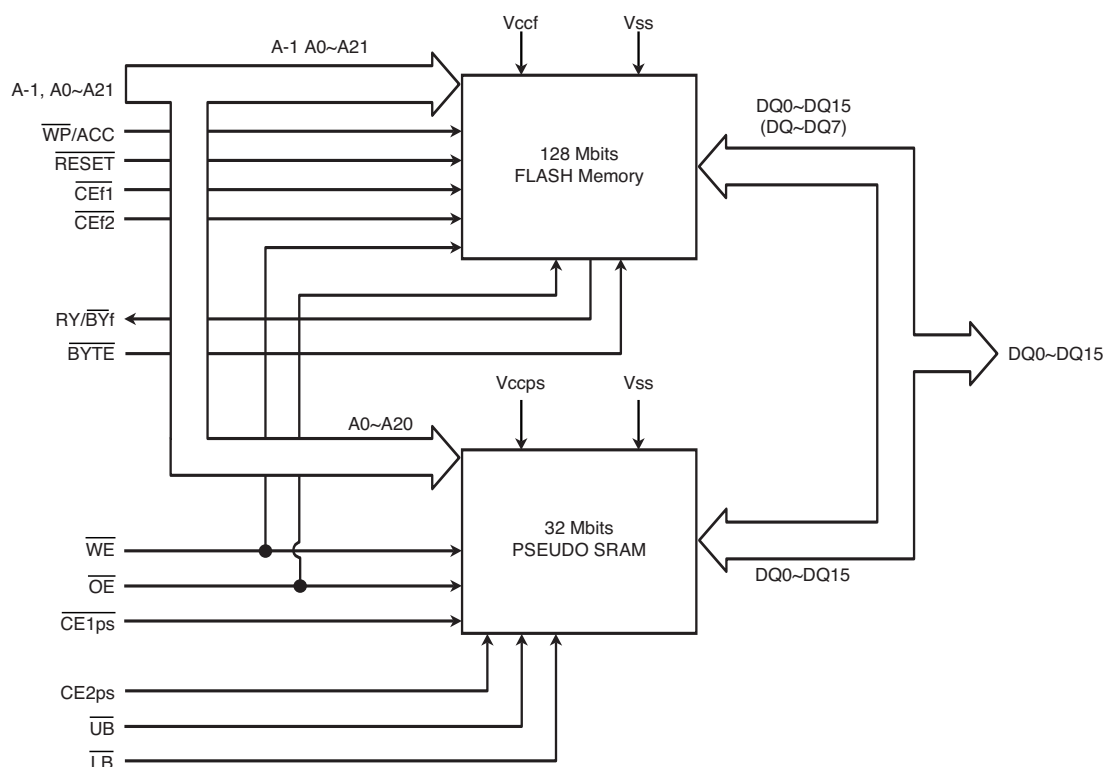 Vccf
Vss
A-1 A0~A21
A-1, A0~A21
WP/ACC
RESET
CEf1
CEf2
128 Mbits
FLASH Memory
DQ0~DQ15
(DQ~DQ7)
RY/BYf
BYTE
DQ0~DQ15
Vccps
Vss
A0~A20
32 Mbits
PSEUDO SRAM
WE
OE
CE1ps
DQ0~DQ15
CE2ps
UB
LB